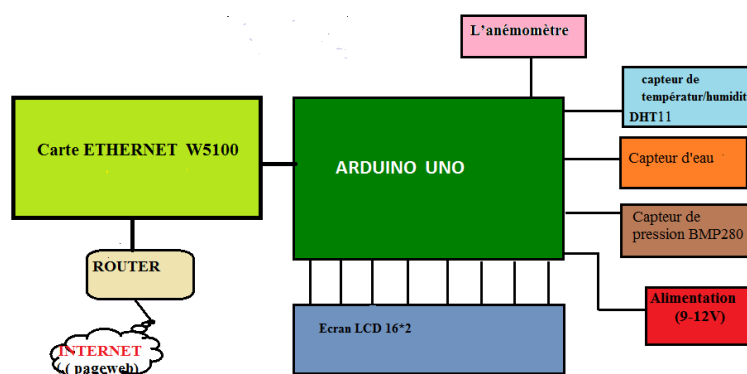 L'anémomètre
capteur de
températur/humidit
DHT11
Carte ETHERNET W5100
ARDUINO UNO
Capteur d'eau
Capteur de
pression BMP280
ROUTER
Alimentation
(9-12V)
Ecran LCD 16*2
INTERNET
( ( pageweb)